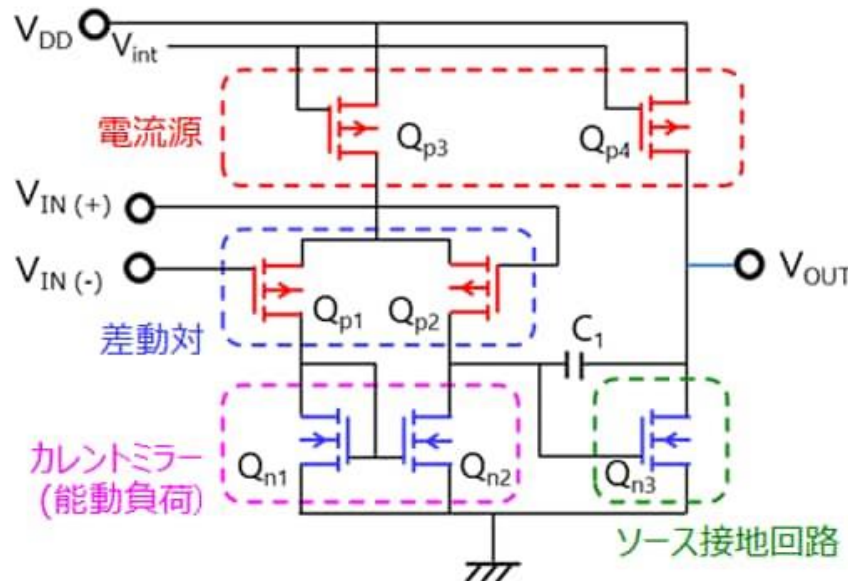 VDD
Vint
電流源
Qp3
Qp4
VIN (+)
VIN (-)
VOUT
Qp1
Qp2
差動対
C1
カレントミラー
(能動負荷)
Qn1
Qn2
Qn3
ソース接地回路